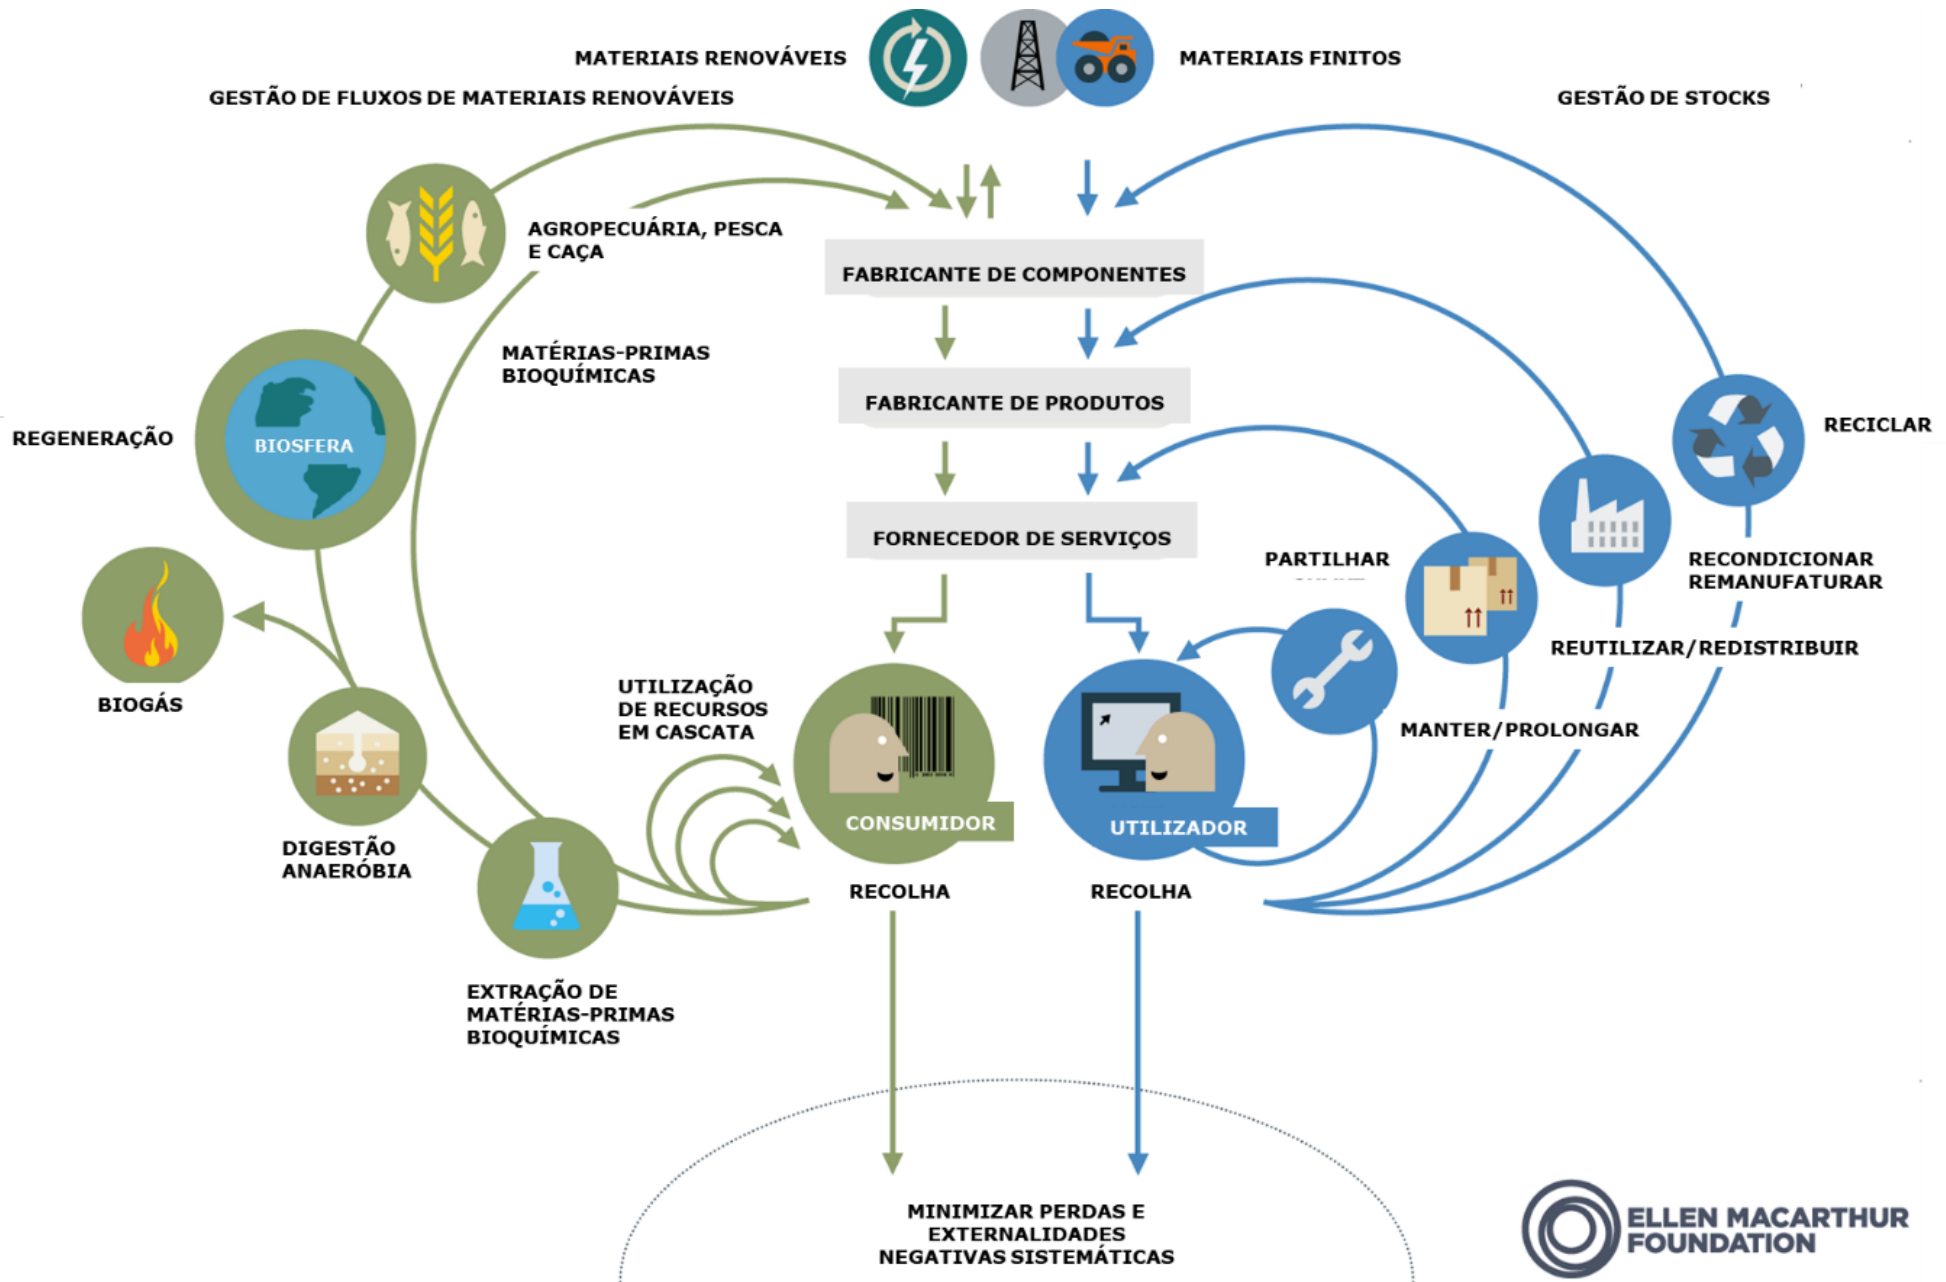 MATERIAIS RENOVÁVEIS
MATERIAIS FINITOS
GESTÃO DE FLUXOS DE MATERIAIS RENOVÁVEIS
GESTÃO DE STOCKS
AGROPECUÁRIA, PESCA
E CAÇA
FABRICANTE DE COMPONENTES
MATÉRIAS-PRIMAS
BIOQUÍMICAS
FABRICANTE DE PRODUTOS
REGENERAÇÃO
BIOSFERA
RECICLAR
FORNECEDOR DE SERVIÇOS
PARTILHAR
RECONDICIONAR
REMANUFATURAR
REUTILIZAR/REDISTRIBUIR
BIOGÁS
UTILIZAÇÃO
DE RECURSOS
EM CASCATA
MANTER/PROLONGAR
CONSUMIDOR
UTILIZADOR
DIGESTÃO
ANAERÓBIA
RECOLHA
RECOLHA
EXTRAÇÃO DE
MATÉRIAS-PRIMAS
BIOQUÍMICAS
MINIMIZAR PERDAS E
EXTERNALIDADES
NEGATIVAS SISTEMÁTICAS
ELLEN MACARTHUR
FOUNDATION